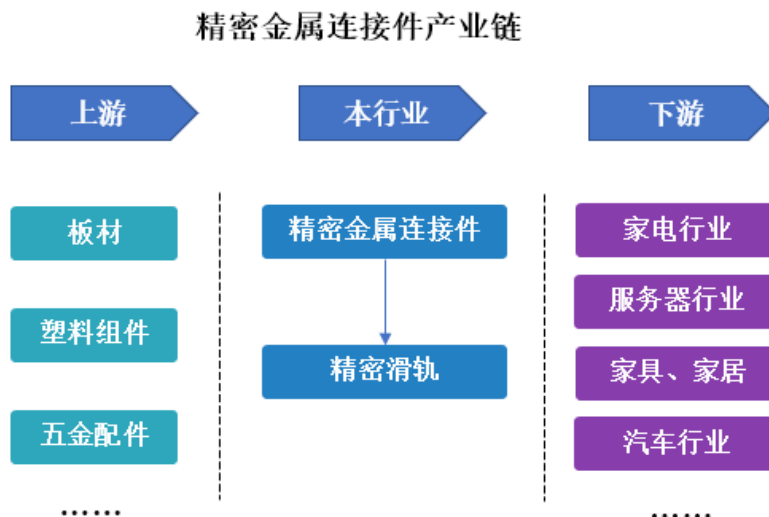 精密金属连接件产业链
上游
本行业
下游
板材
塑料组件
五金配件
……
精密金属连接件
精密滑轨
家电行业
服务器行业
家具、家居
汽车行业
……